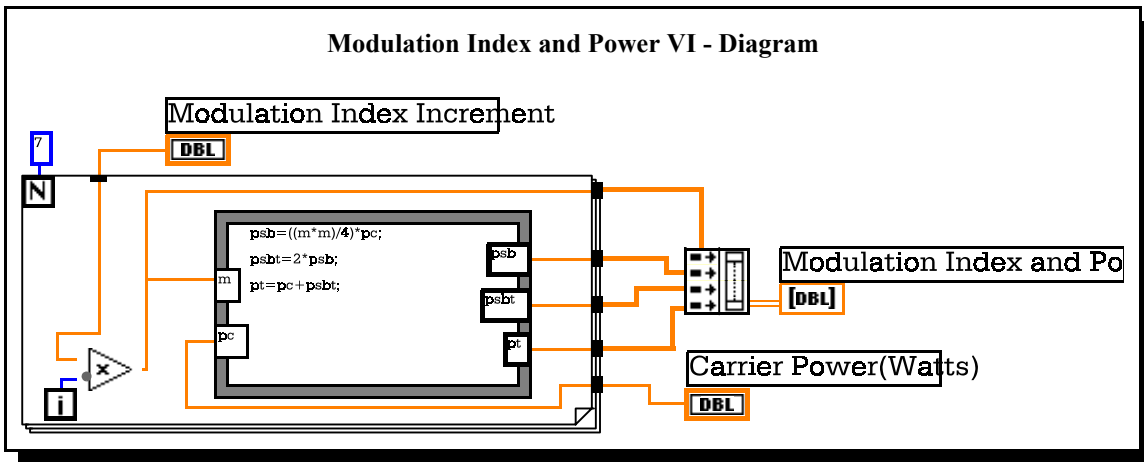 Modulation Index and Power VI - Diagram
Modulation Index Increment
DBL
7
N
psb=((m*m)/4)*pc;
psbt=2*psb;
pt=pc+psbt;
m
pc
psb
psbt
pt
x
i
Modulation Index and Po
[DBL]
Carrier Power(Watts)
DBL